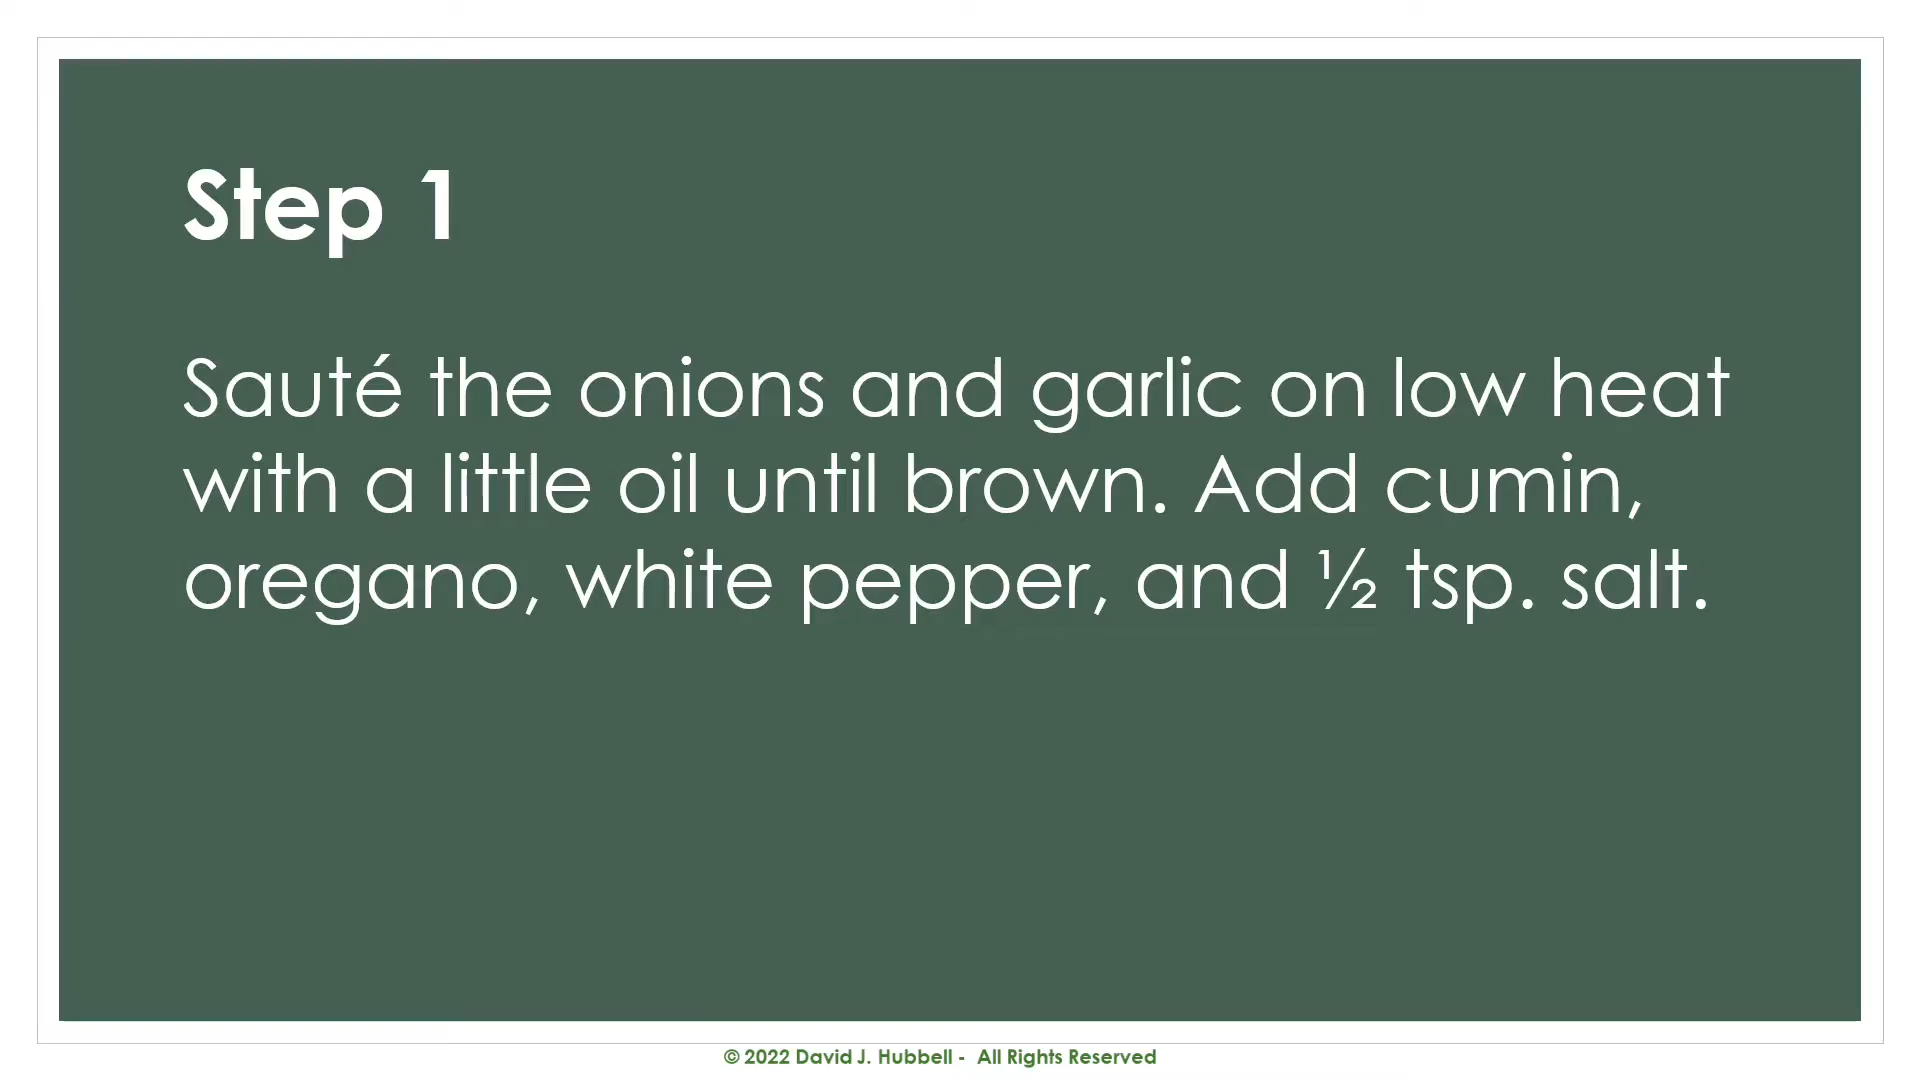 Step 1
Sauté the onions and garlic on low heat
with a little oil until brown. Add cumin,
oregano, white pepper, and ½ tsp. salt.
© 2022 David J. Hubbell -  All Rights Reserved